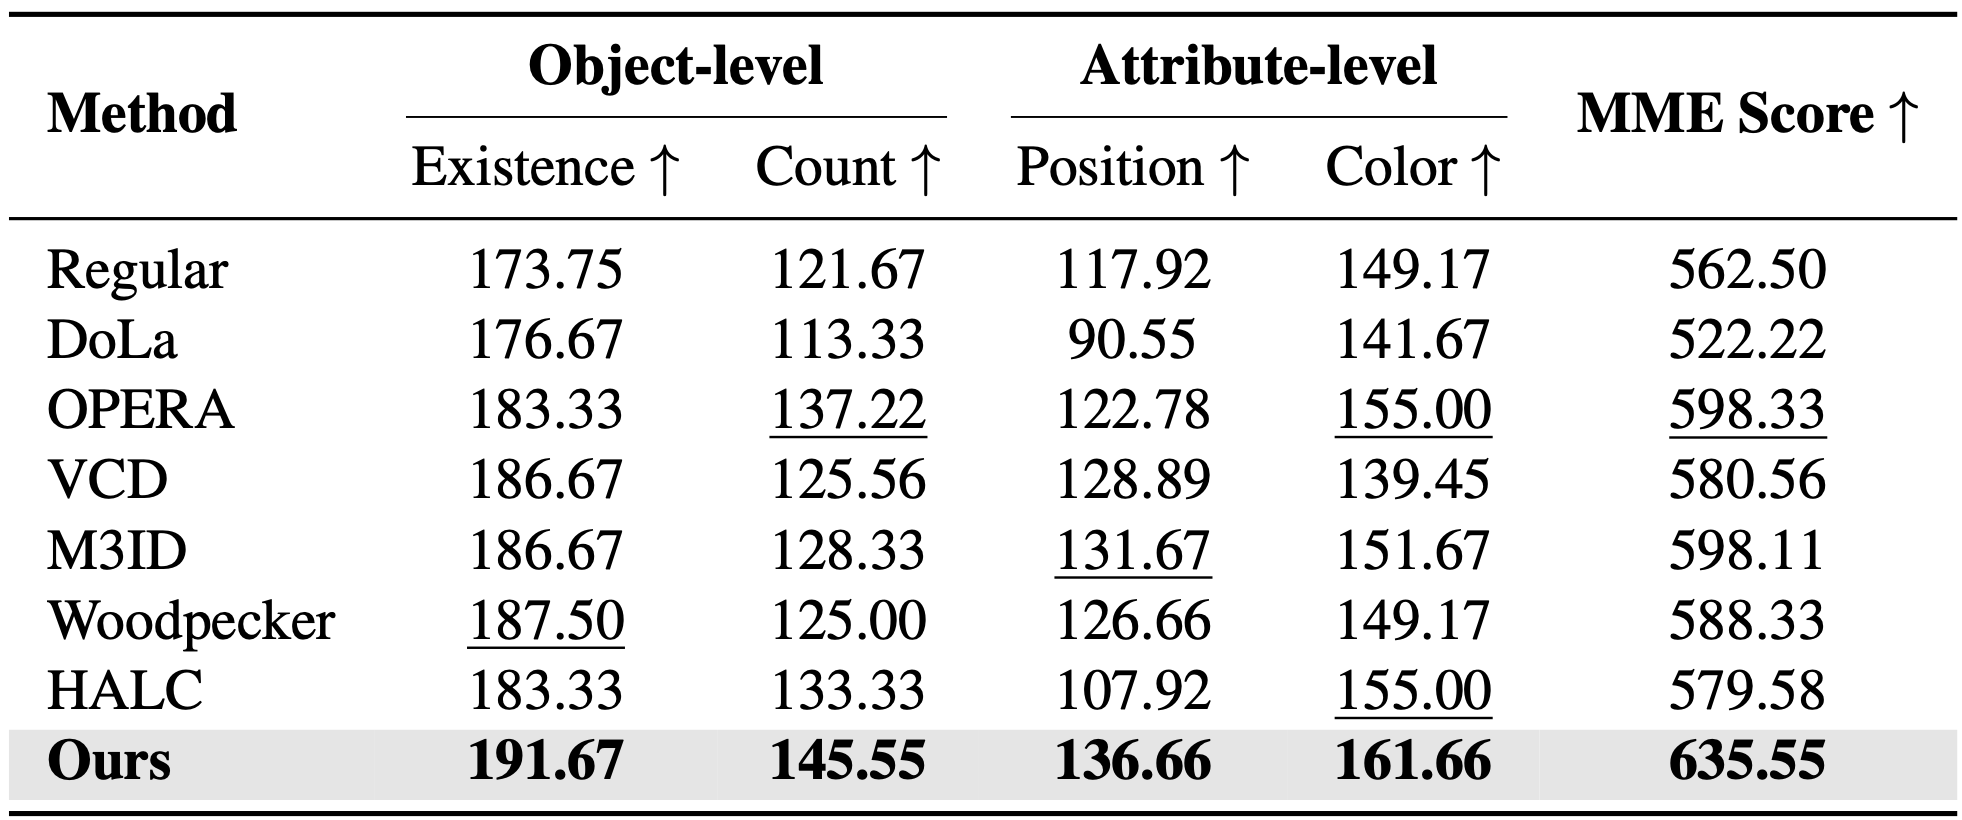 Object-level Attribute-level
Method MME Score ↑
Existence ↑ Count ↑ Position ↑ Color ↑
Regular 173.75 121.67 117.92 149.17 562.50
DoLa 176.67 113.33 90.55 141.67 522.22
OPERA 183.33 137.22 122.78 155.00 598.33
VCD 186.67 125.56 128.89 139.45 580.56
M3ID 186.67 128.33 131.67 151.67 598.11
Woodpecker 187.50 125.00 126.66 149.17 588.33
HALC 183.33 133.33 107.92 155.00 579.58
Ours 191.67 145.55 136.66 161.66 635.55